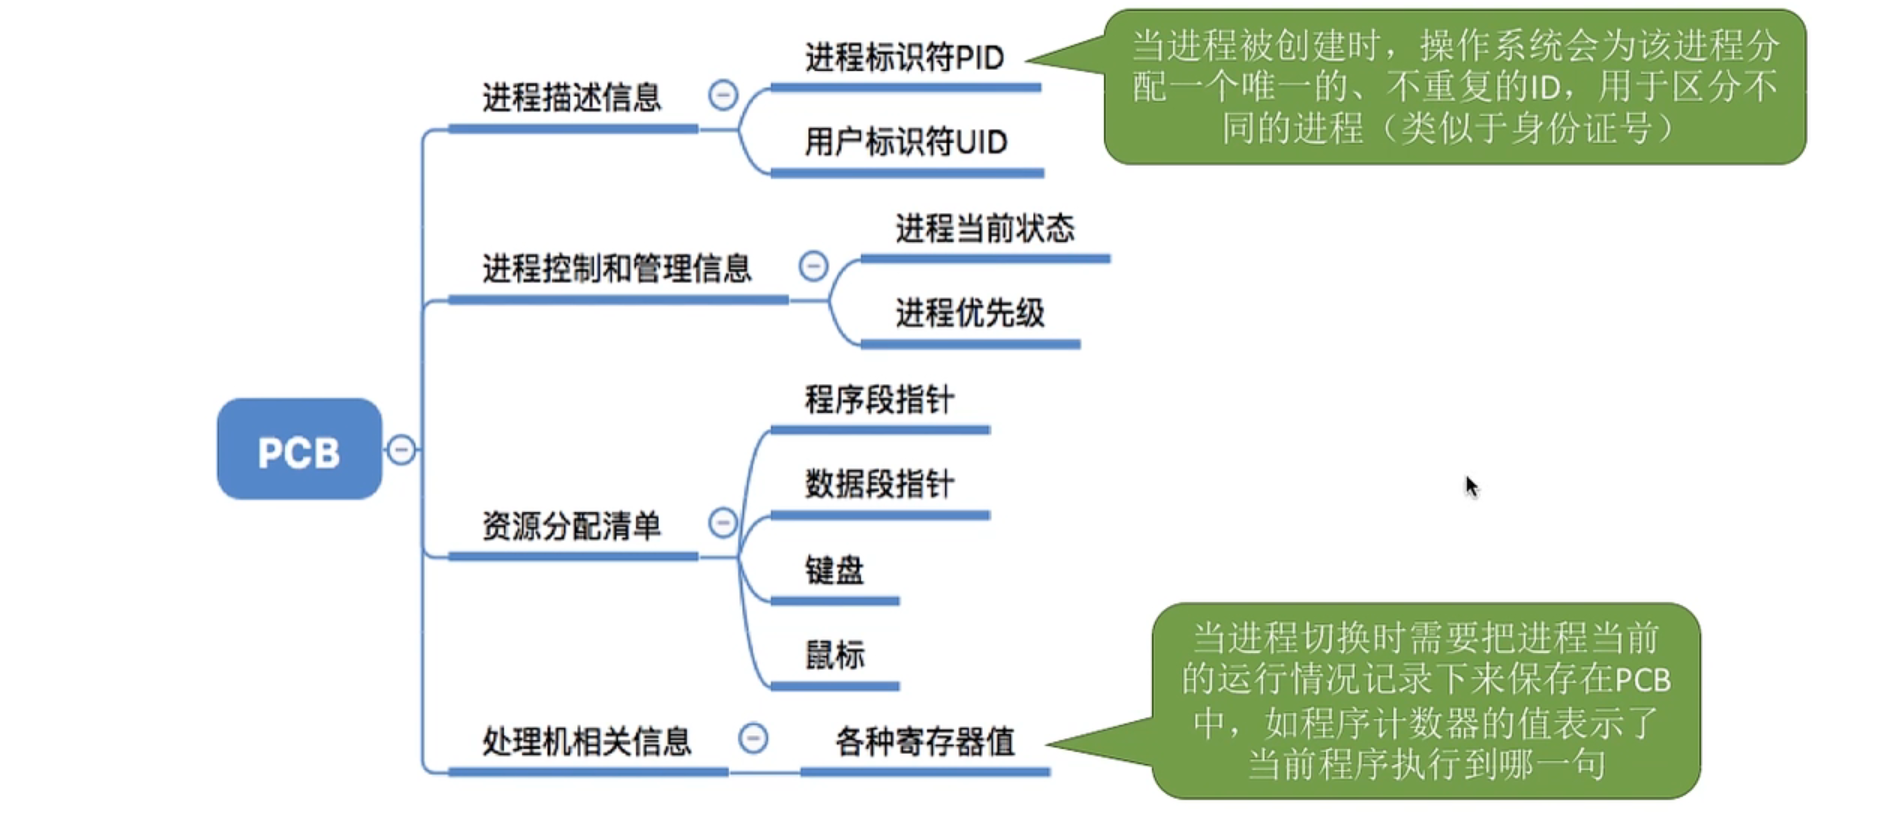 进程标识符PID
当进程被创建时，操作系统会为该进程分
配一个唯一的、不重复的ID，用于区分不
同的进程（类似于身份证号）
进程描述信息
用户标识符UID
进程当前状态
进程控制和管理信息
进程优先级
程序段指针
PCB
数据段指针
资源分配清单
键盘
鼠标
处理机相关信息
各种寄存器值
当进程切换时需要把进程当前
的运行情况记录下来保存在PCB
中，如程序计数器的值表示了
当前程序执行到哪一句